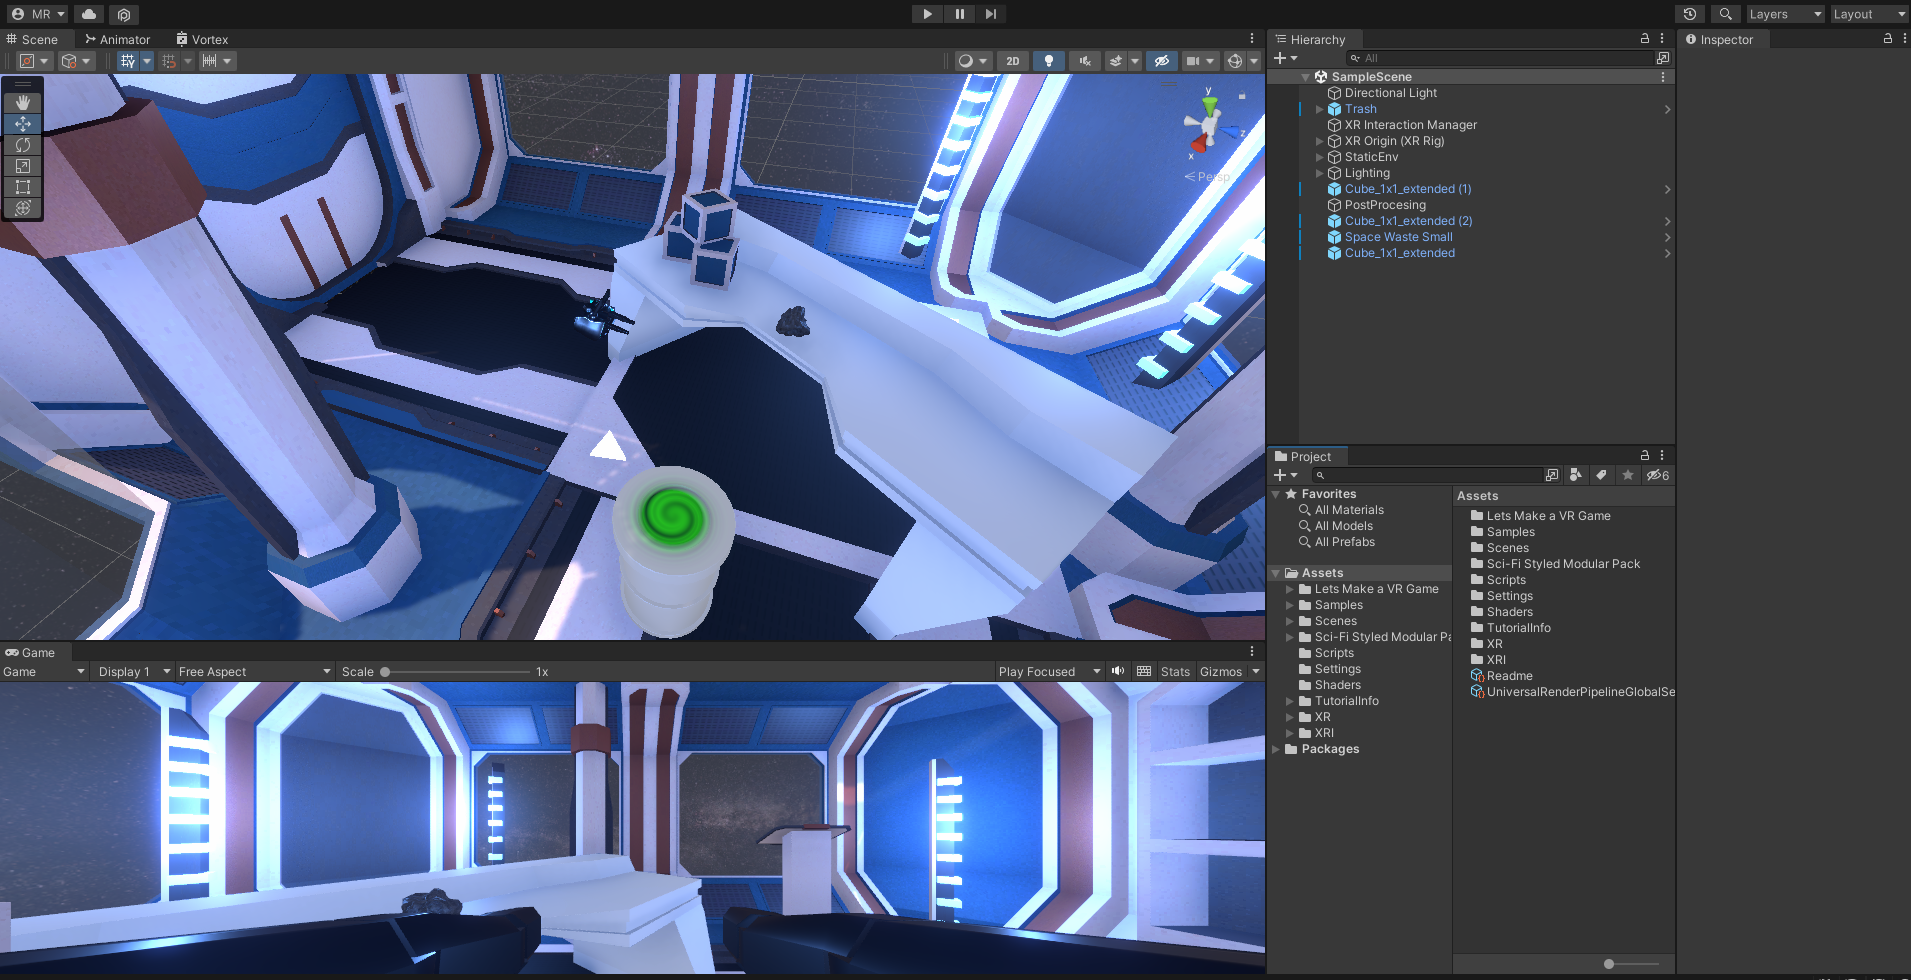 MR
Layers
Layout
Scene
Animator
Vortex
2D
y
z
x
Persp
Hierarchy
All
SampleScene
Directional Light
Trash
XR Interaction Manager
XR Origin (XR Rig)
StaticEnv
Lighting
Cube_1x1_extended (1)
PostProcesing
Cube_1x1_extended (2)
Space Waste Small
Cube_1x1_extended
Inspector
Project
6
Favorites
All Materials
All Models
All Prefabs
Assets
Lets Make a VR Game
Samples
Scenes
Sci-Fi Styled Modular Pa
Scripts
Settings
Shaders
TutorialInfo
XR
XRI
Packages
Assets
Lets Make a VR Game
Samples
Scenes
Sci-Fi Styled Modular Pack
Scripts
Settings
Shaders
TutorialInfo
XR
XRI
Readme
UniversalRenderPipelineGlobalSe
Game
Game
Display 1
Free Aspect
Scale
1x
Play Focused
Stats
Gizmos